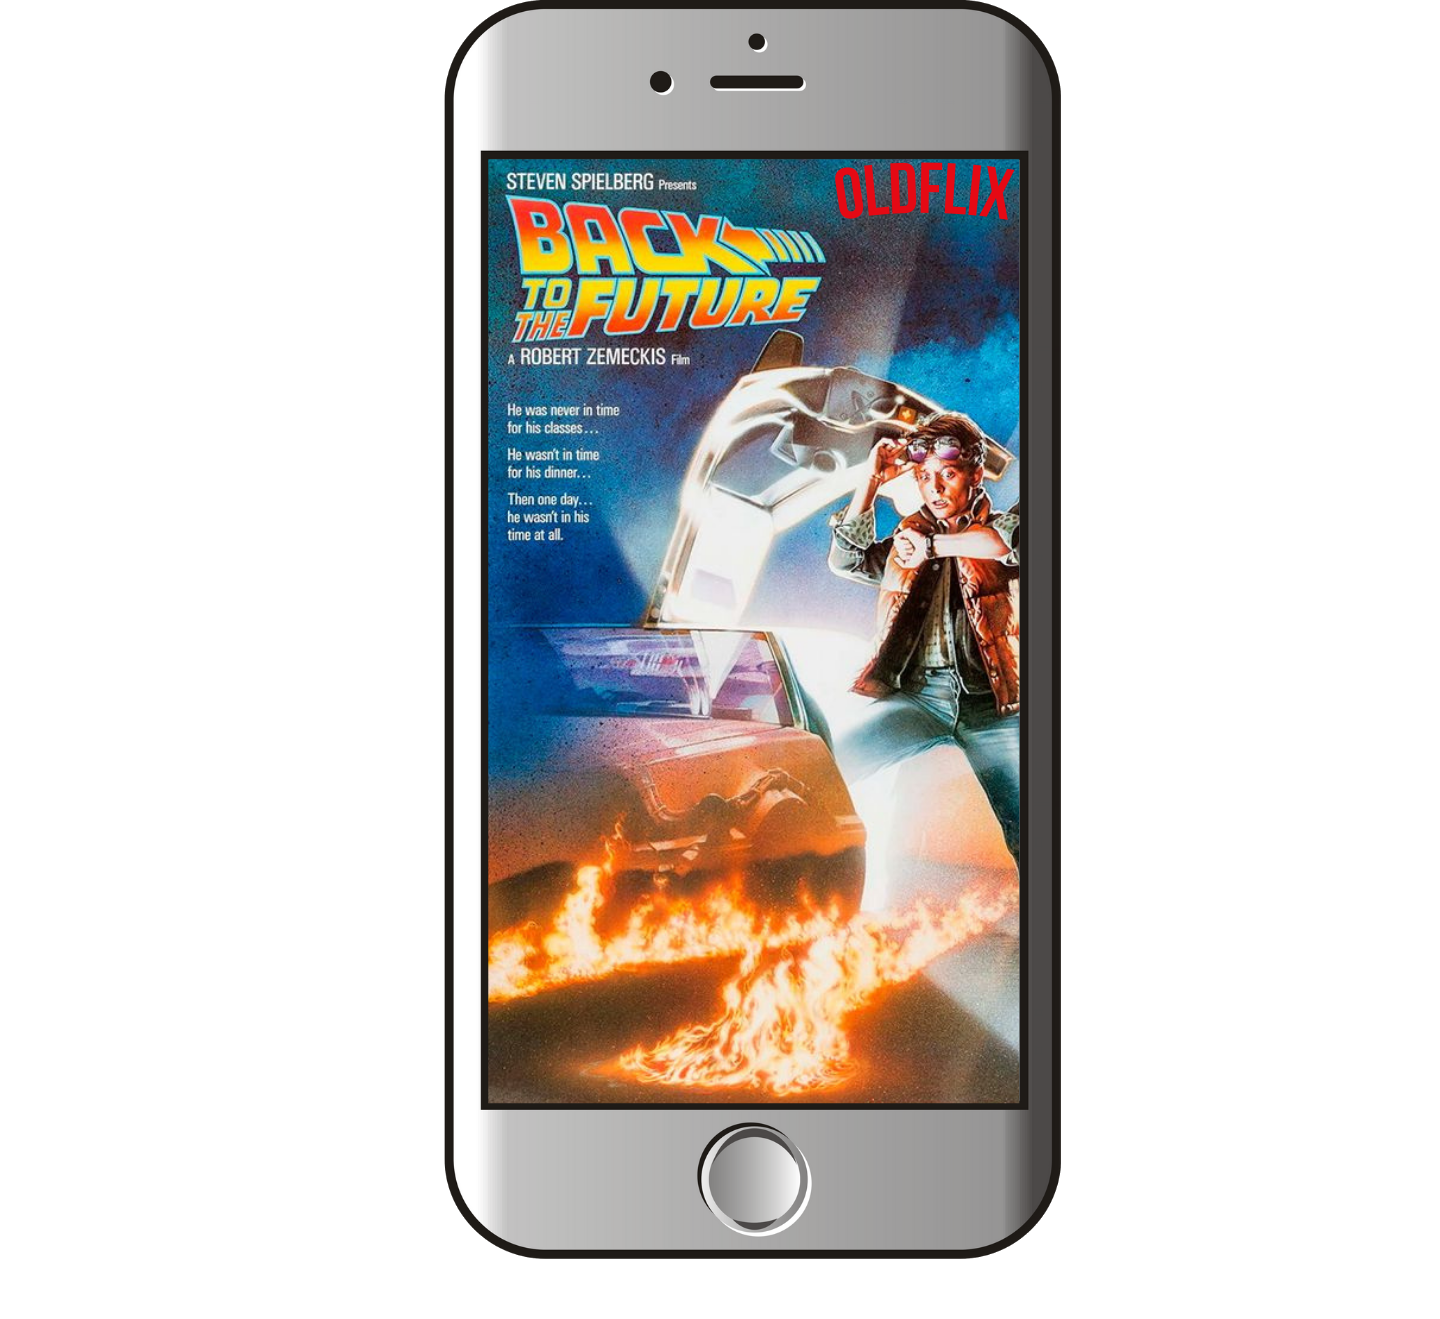 STEVEN SPIELBERG Presents
OLDFLIX
BACK
TO THE FUTURE
A ROBERT ZEMECKIS Film
He was never in time
for his classes...
He wasn't in time
for his dinner...
Then one day...
he wasn't in his
time at all.